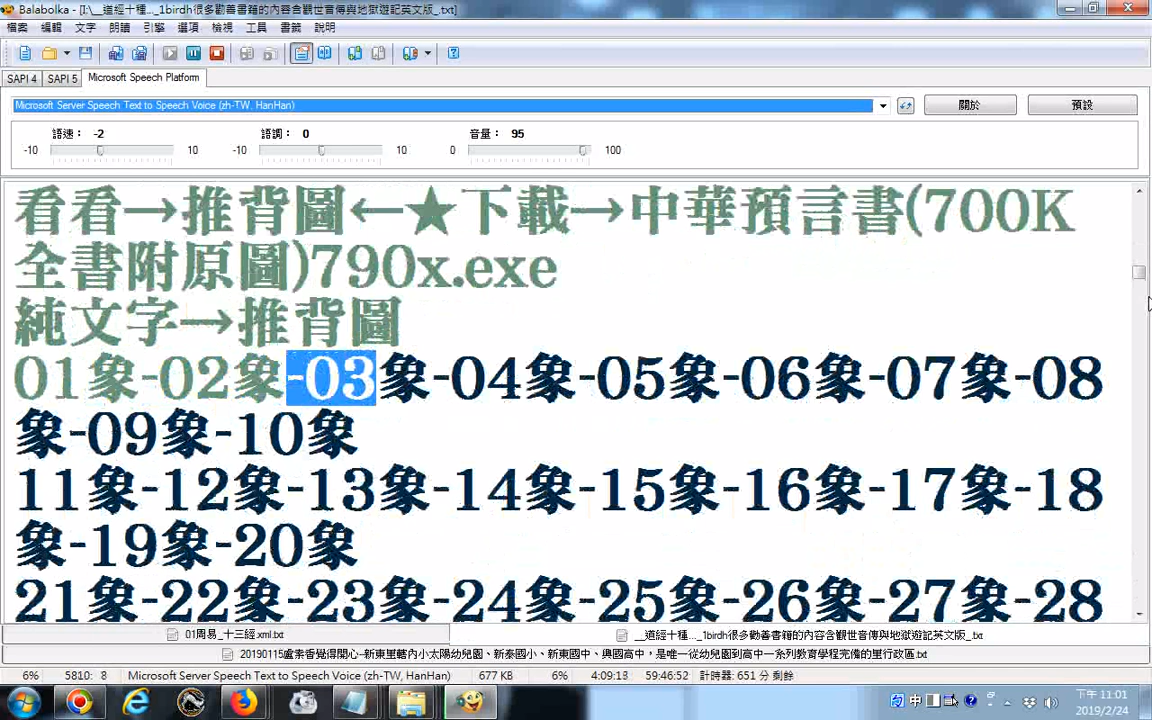 Balabolka - [I:\__道經十種..._1birdh很多勸善書籍的內容含觀世音傳與地獄遊記英文版_.txt]
檔案 編輯 文字 朗讀 引擎 選項 檢視 工具 書籤 說明
SAPI 4 SAPI 5 Microsoft Speech Platform
Microsoft Server Speech Text to Speech Voice (zh-TW, HanHan)
關於
預設
語速： -2 語調： 0 音量： 95
-10 10 -10 10 0 100
看看→推背圖←★下載→中華預言書(700K
全書附原圖)790x.exe
純文字→推背圖
01象-02象-03象-04象-05象-06象-07象-08
象-09象-10象
11象-12象-13象-14象-15象-16象-17象-18
象-19象-20象
21象-22象-23象-24象-25象-26象-27象-28
01周易_十三經.xml.txt
__道經十種..._1birdh很多勸善書籍的內容含觀世音傳與地獄遊記英文版_.txt
20190115盧素香覺得開心-新東里轄內小太陽幼兒園、新泰國小、新東國中、興國高中，是唯一從幼兒園到高中一系列教育學程完備的里行政區.txt
6% 5810: 8 Microsoft Server Speech Text to Speech Voice (zh-TW, HanHan) 677 KB 6% 4:09:13 59:46:52 計時器: 651 分 剩餘
中
下午 11:01
2019/2/24